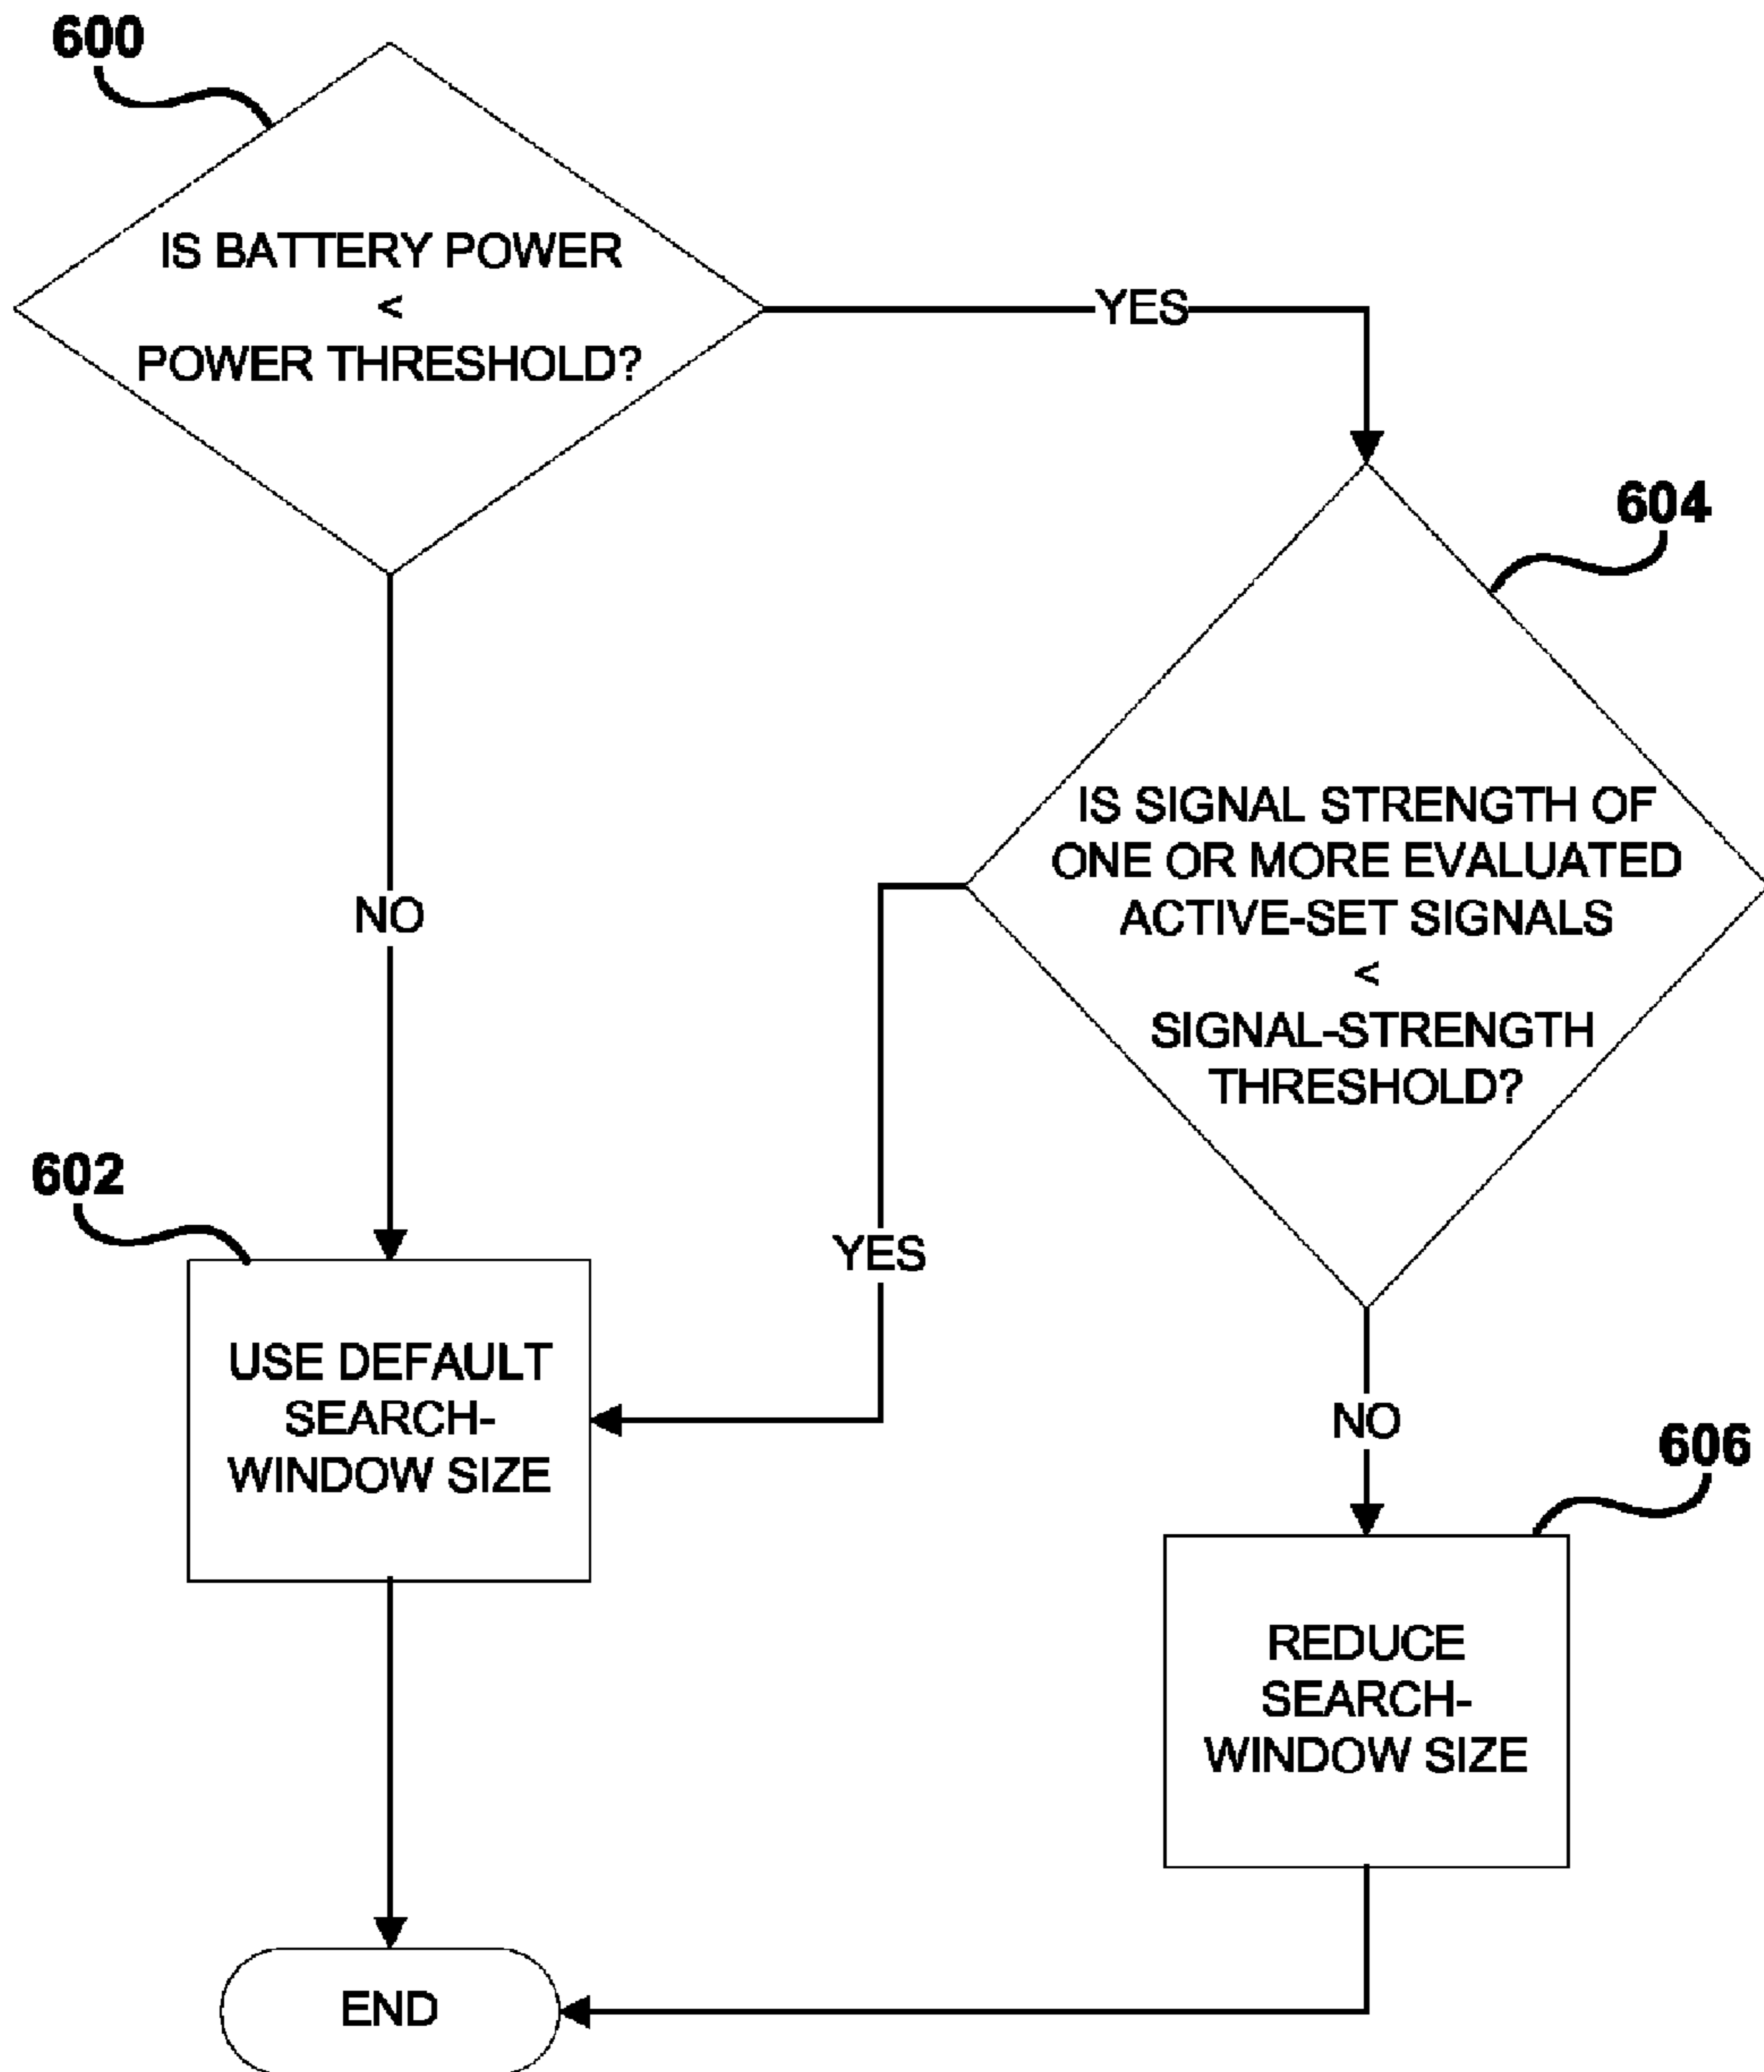 600
IS BATTERY POWER
<
POWER THRESHOLD?
YES
604
IS SIGNAL STRENGTH OF
ONE OR MORE EVALUATED
ACTIVE-SET SIGNALS
<
SIGNAL-STRENGTH
THRESHOLD?
NO
YES
602
USE DEFAULT
SEARCH-
WINDOW SIZE
NO
606
REDUCE
SEARCH-
WINDOW SIZE
END